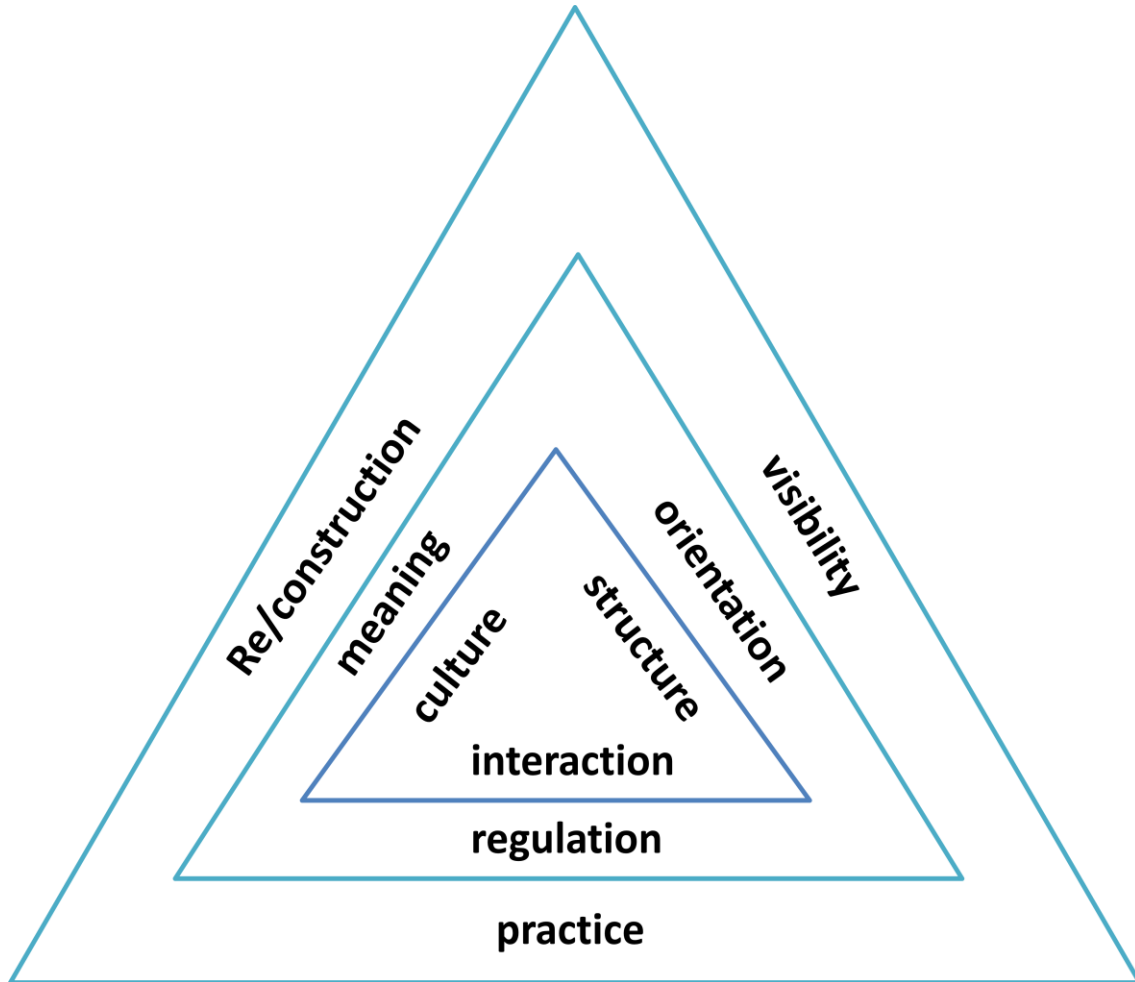 Re/construction
visibility
meaning
orientation
culture
structure
interaction
regulation
practice